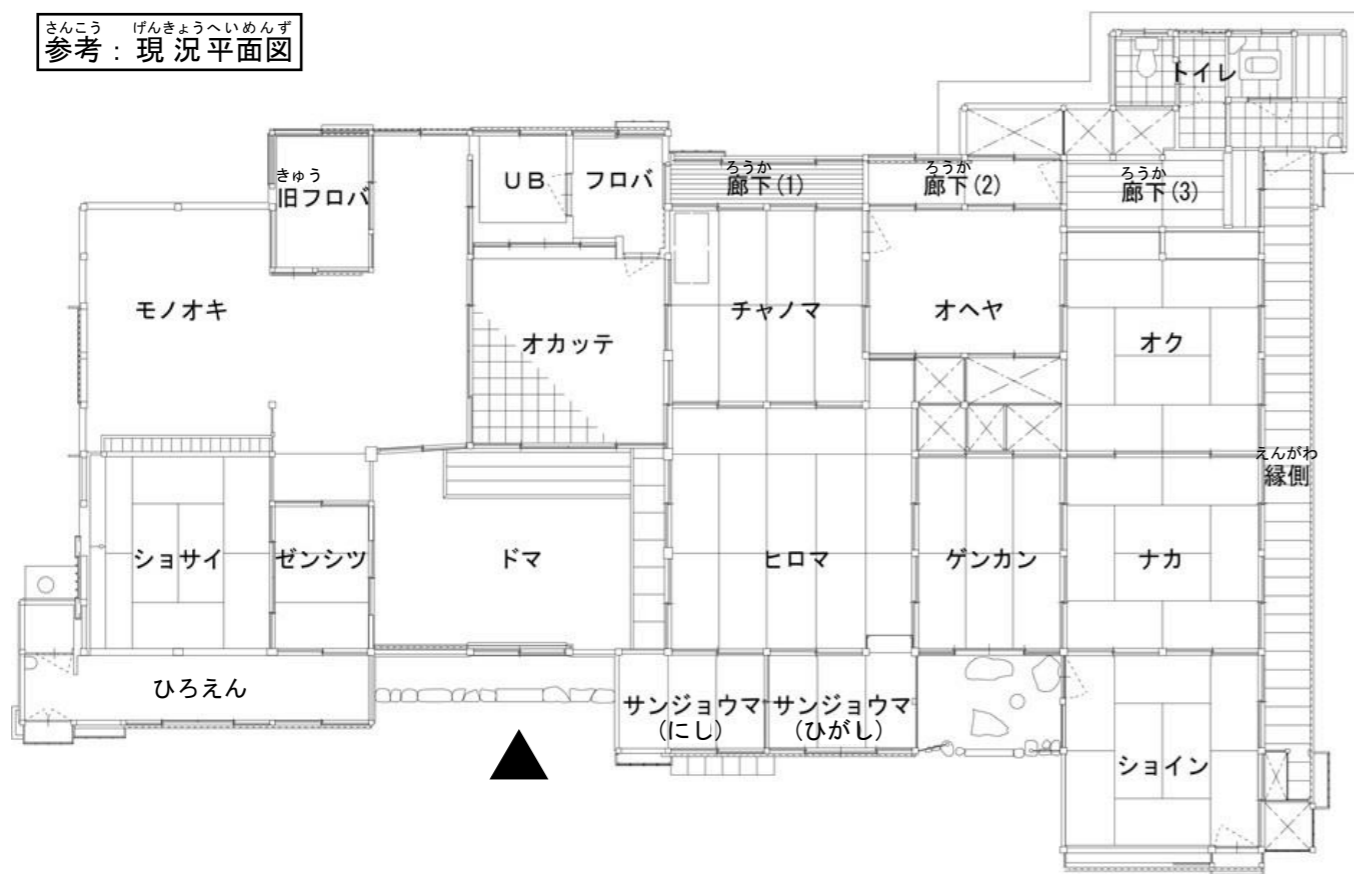 さんこう げんきょうへいめんず
参考：現況平面図
トイレ
きゅう
旧フロバ
UB
フロバ
ろうか
廊下(1)
ろうか
廊下(2)
ろうか
廊下(3)
モノオキ
オカッテ
チャノマ
オヘヤ
オク
えんがわ
縁側
ショサイ
ゼンシツ
ドマ
ヒロマ
ゲンカン
ナカ
ひろえん
サンジョウマ
(にし)
サンジョウマ
(ひがし)
ショイン